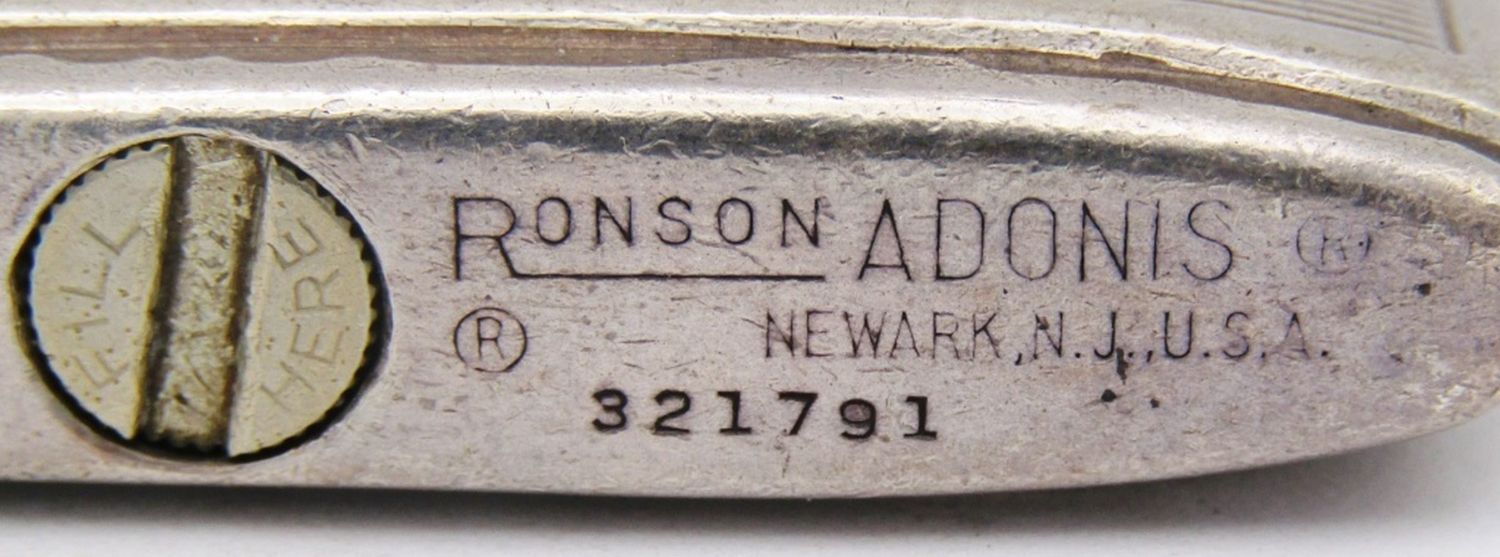 FILL HERE
RONSON ADONIS ®
® NEWARK, N.J., U.S.A.
321791